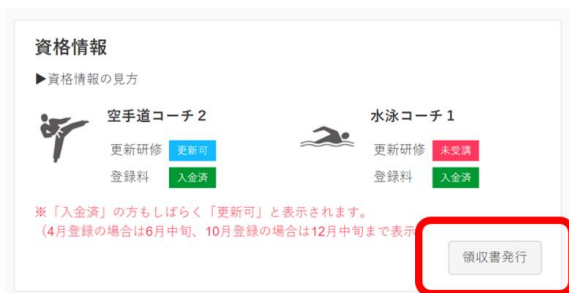 資格情報
▶資格情報の見方
空手道コーチ2
更新研修 更新可
登録料 入金済
水泳コーチ1
更新研修 未受講
登録料 入金済
※「入金済」の方もしばらく「更新可」と表示されます。
(4月登録の場合は6月中旬、10月登録の場合は12月中旬まで表示
領収書発行